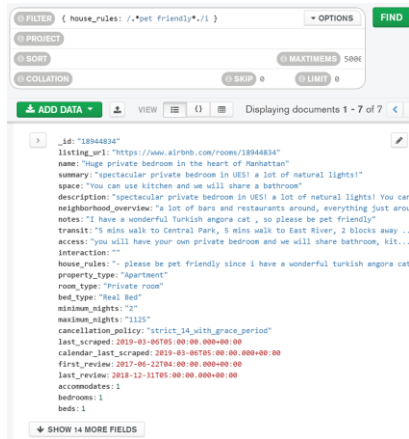 FILTER { house_rules: /.*pet friendly*./i } OPTIONS FIND
PROJECT
SORT MAXTIMEMS 5000
COLLATION SKIP 0 LIMIT 0
ADD DATA VIEW {} Displaying documents 1 - 7 of 7 <
_id: "18944834"
listing_url: "https://www.airbnb.com/rooms/18944834"
name: "Huge private bedroom in the heart of Manhattan"
summary: "spectacular private bedroom in UES! a lot of natural lights!"
space: "You can use kitchen and we will share a bathroom"
description: "spectacular private bedroom in UES! a lot of natural lights! You can
neighborhood_overview: "a lot of bars and restaurants around, everything just arou
notes: "I have a wonderful Turkish angora cat , so please be pet friendly"
transit: "5 mins walk to Central Park, 5 mins walk to East River, 2 blocks away ..
access: "you will have your own private bedroom and we will share bathroom, kit...
interaction: ""
house_rules: "- please be pet friendly since i have a wonderful turkish angora cat
property_type: "Apartment"
room_type: "Private room"
bed_type: "Real Bed"
minimum_nights: "2"
maximum_nights: "1125"
cancellation_policy: "strict_14_with_grace_period"
last_scraped: 2019-03-06T05:00:00.000+00:00
calendar_last_scraped: 2019-03-06T05:00:00.000+00:00
first_review: 2017-06-22T04:00:00.000+00:00
last_review: 2018-12-31T05:00:00.000+00:00
accommodates: 1
bedrooms: 1
beds: 1
SHOW 14 MORE FIELDS